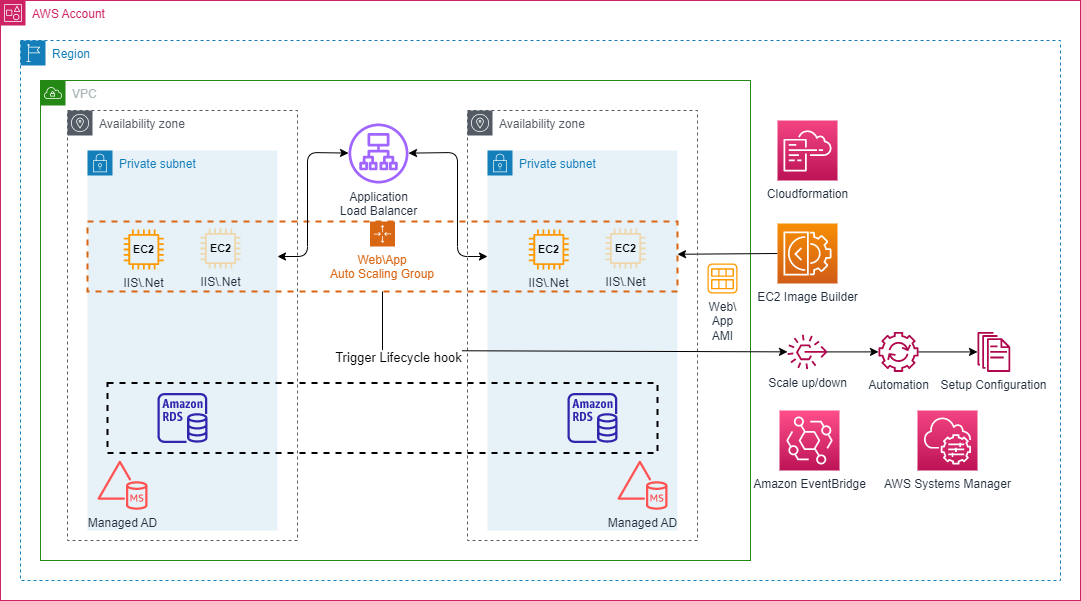 AWS Account
Region
VPC
Availability zone
Availability zone
Private subnet
Private subnet
Application
Load Balancer
Cloudformation
EC2
EC2
EC2
EC2
IIS\.Net
IIS\.Net
IIS\.Net
IIS\.Net
Web\App
Auto Scaling Group
EC2 Image Builder
Web\
App
AMI
Trigger Lifecycle hook
Scale up/down
Automation
Setup Configuration
Amazon
RDS
Amazon
RDS
MS
MS
Managed AD
Managed AD
Amazon EventBridge
AWS Systems Manager